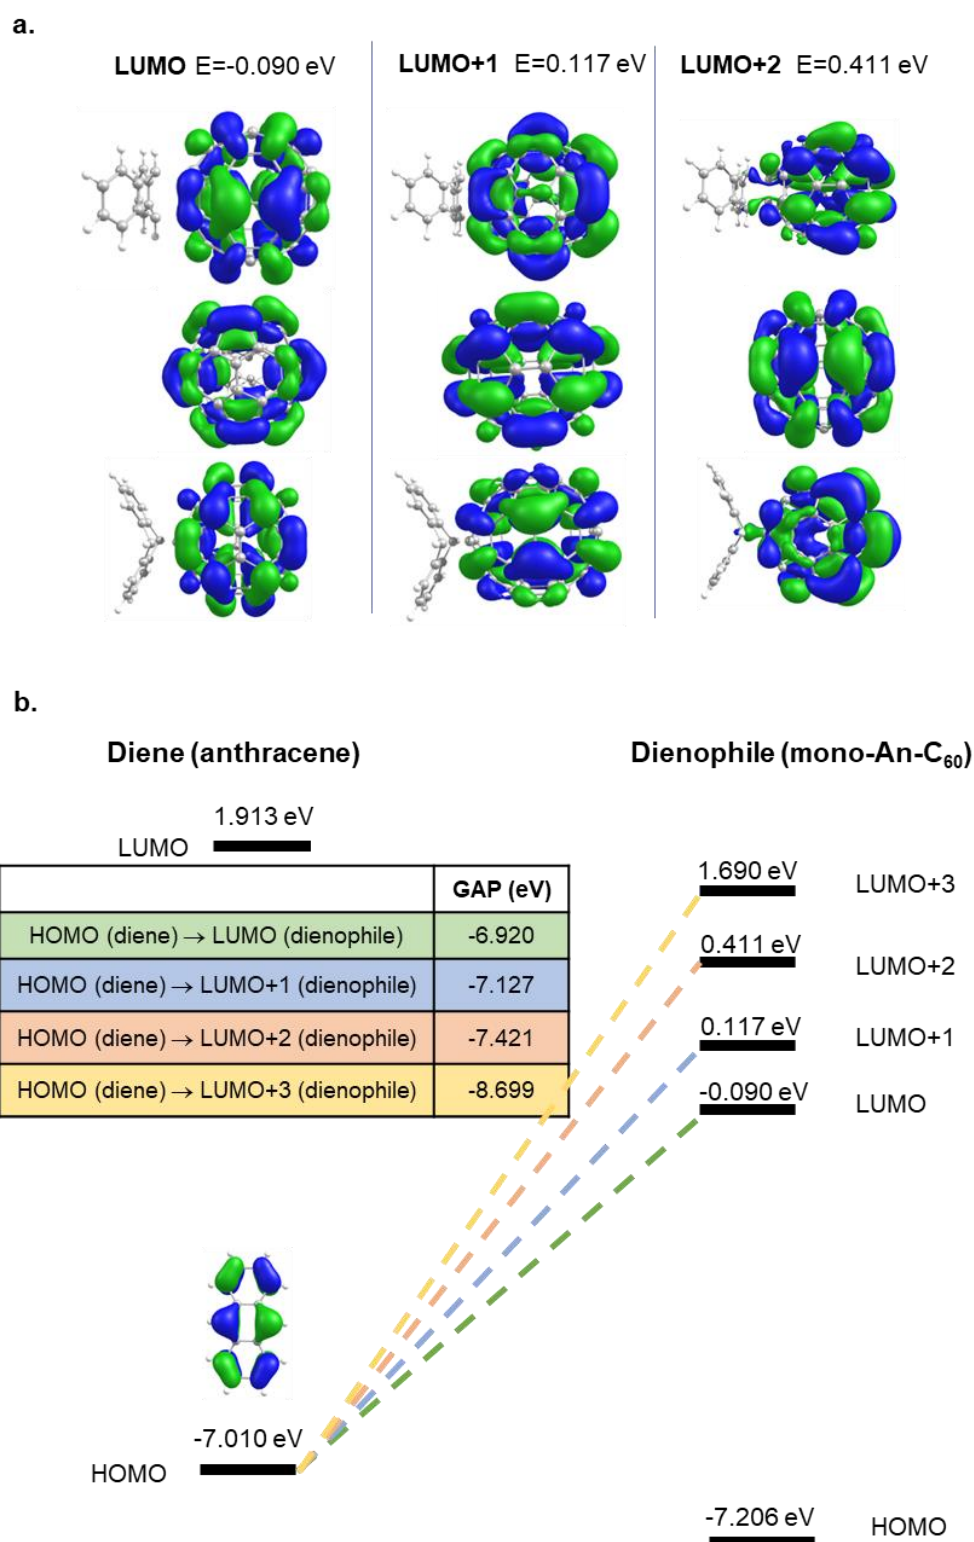 a.
LUMO E=-0.090 eV
LUMO+1 E=0.117 eV
LUMO+2 E=0.411 eV
b.
Diene (anthracene)
Dienophile (mono-An-C₆₀)
1.913 eV
LUMO
GAP (eV)
HOMO (diene) → LUMO (dienophile) -6.920
HOMO (diene) → LUMO+1 (dienophile) -7.127
HOMO (diene) → LUMO+2 (dienophile) -7.421
HOMO (diene) → LUMO+3 (dienophile) -8.699
1.690 eV
LUMO+3
0.411 eV
LUMO+2
0.117 eV
LUMO+1
-0.090 eV
LUMO
-7.010 eV
HOMO
-7.206 eV
HOMO